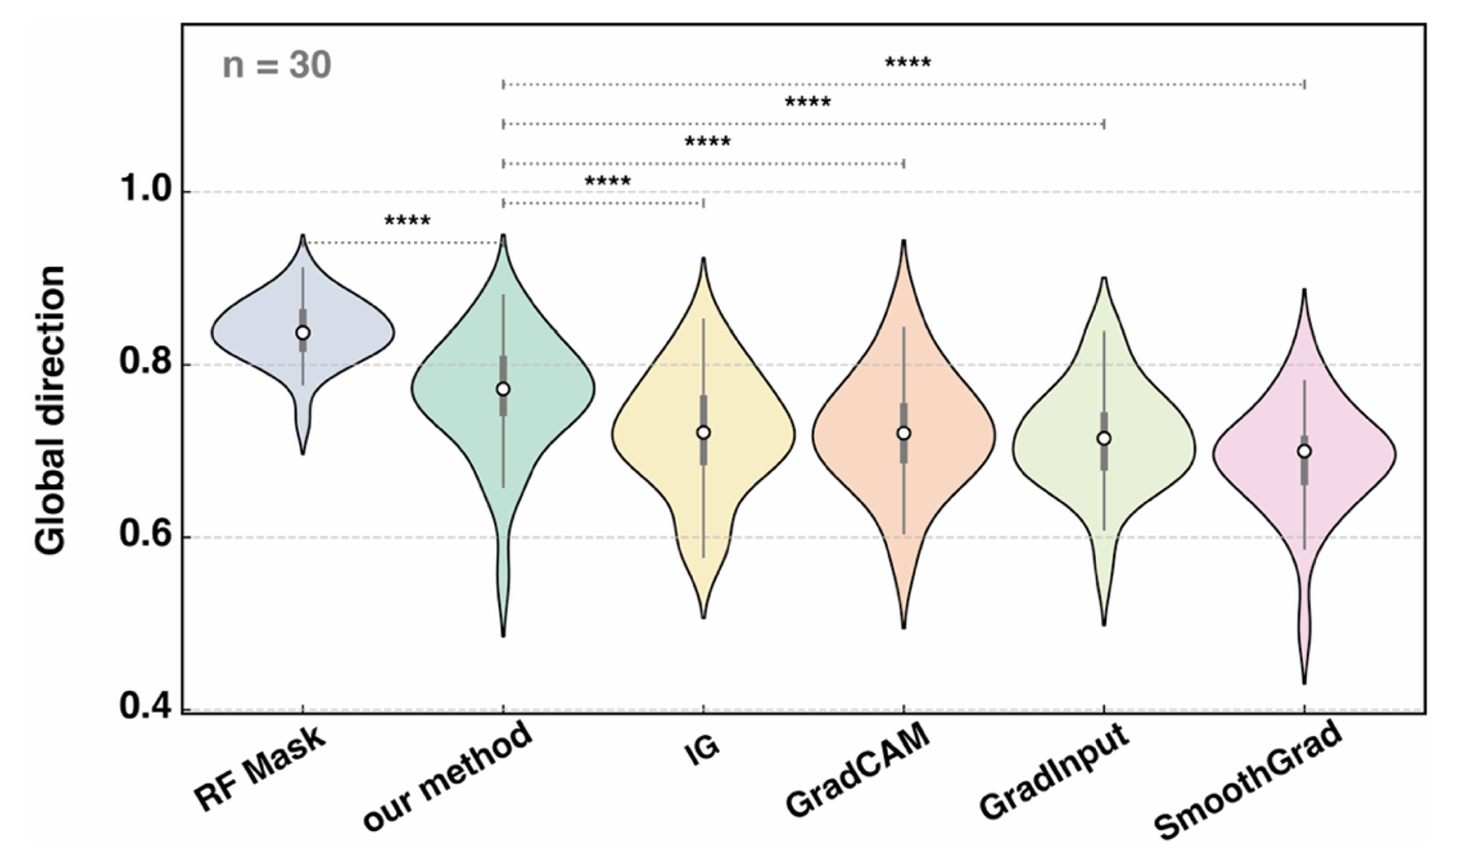 n = 30
****
****
****
****
****
1.0
0.8
0.6
0.4
Global direction
RF Mask
our method
IG
GradCAM
GradInput
SmoothGrad